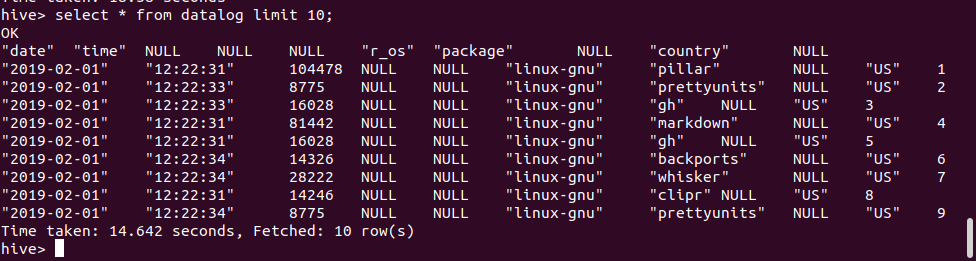 hive> select * from datalog limit 10;
OK
"date" "time" NULL NULL NULL "r_os" "package" NULL "country" NULL
"2019-02-01" "12:22:31" 104478 NULL NULL "linux-gnu" "pillar" NULL "US" 1
"2019-02-01" "12:22:33" 8775 NULL NULL "linux-gnu" "prettyunits" NULL "US" 2
"2019-02-01" "12:22:33" 16028 NULL NULL "linux-gnu" "gh" NULL "US" 3
"2019-02-01" "12:22:31" 81442 NULL NULL "linux-gnu" "markdown" NULL "US" 4
"2019-02-01" "12:22:31" 16028 NULL NULL "linux-gnu" "gh" NULL "US" 5
"2019-02-01" "12:22:34" 14326 NULL NULL "linux-gnu" "backports" NULL "US" 6
"2019-02-01" "12:22:34" 28222 NULL NULL "linux-gnu" "whisker" NULL "US" 7
"2019-02-01" "12:22:31" 14246 NULL NULL "linux-gnu" "clipr" NULL "US" 8
"2019-02-01" "12:22:34" 8775 NULL NULL "linux-gnu" "prettyunits" NULL "US" 9
Time taken: 14.642 seconds, Fetched: 10 row(s)
hive>